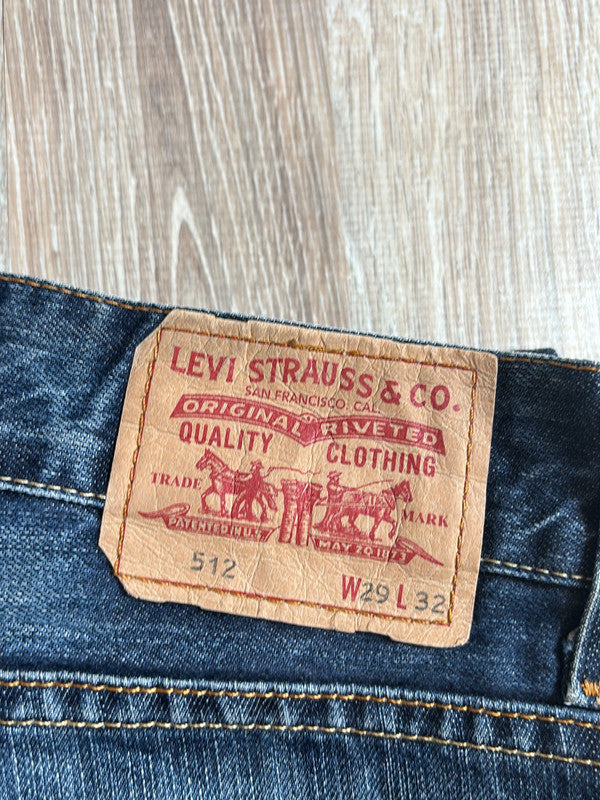 LEVI STRAUSS & CO.
SAN FRANCISCO, CAL.
ORIGINAL RIVETED
QUALITY CLOTHING
TRADE MARK
PATENTED IN U.S. MAY 20 1873
512 W29 L32